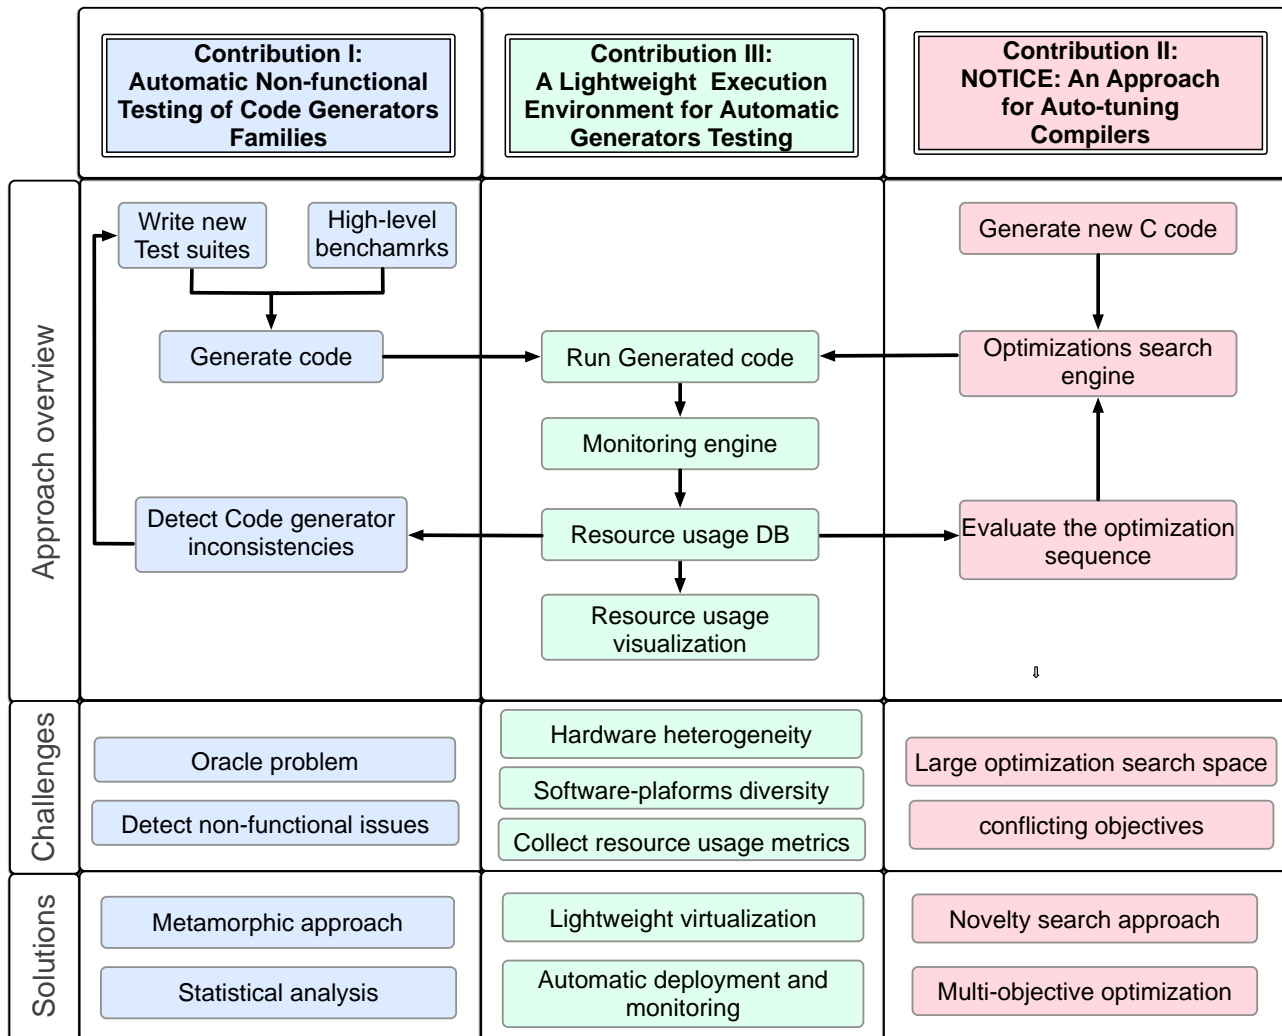 Contribution I:
Automatic Non-functional
Testing of Code Generators
Families
Contribution III:
A Lightweight Execution
Environment for Automatic
Generators Testing
Contribution II:
NOTICE: An Approach
for Auto-tuning
Compilers
Approach overview
Write new
Test suites
High-level
benchamrks
Generate code
Detect Code generator
inconsistencies
Run Generated code
Monitoring engine
Resource usage DB
Resource usage
visualization
Generate new C code
Optimizations search
engine
Evaluate the optimization
sequence
Challenges
Oracle problem
Detect non-functional issues
Hardware heterogneity
Software-plaforms diversity
Collect resource usage metrics
Large optimization search space
conflicting objectives
Solutions
Metamorphic approach
Statistical analysis
Lightweight virtualization
Automatic deployment and
monitoring
Novelty search approach
Multi-objective optimization